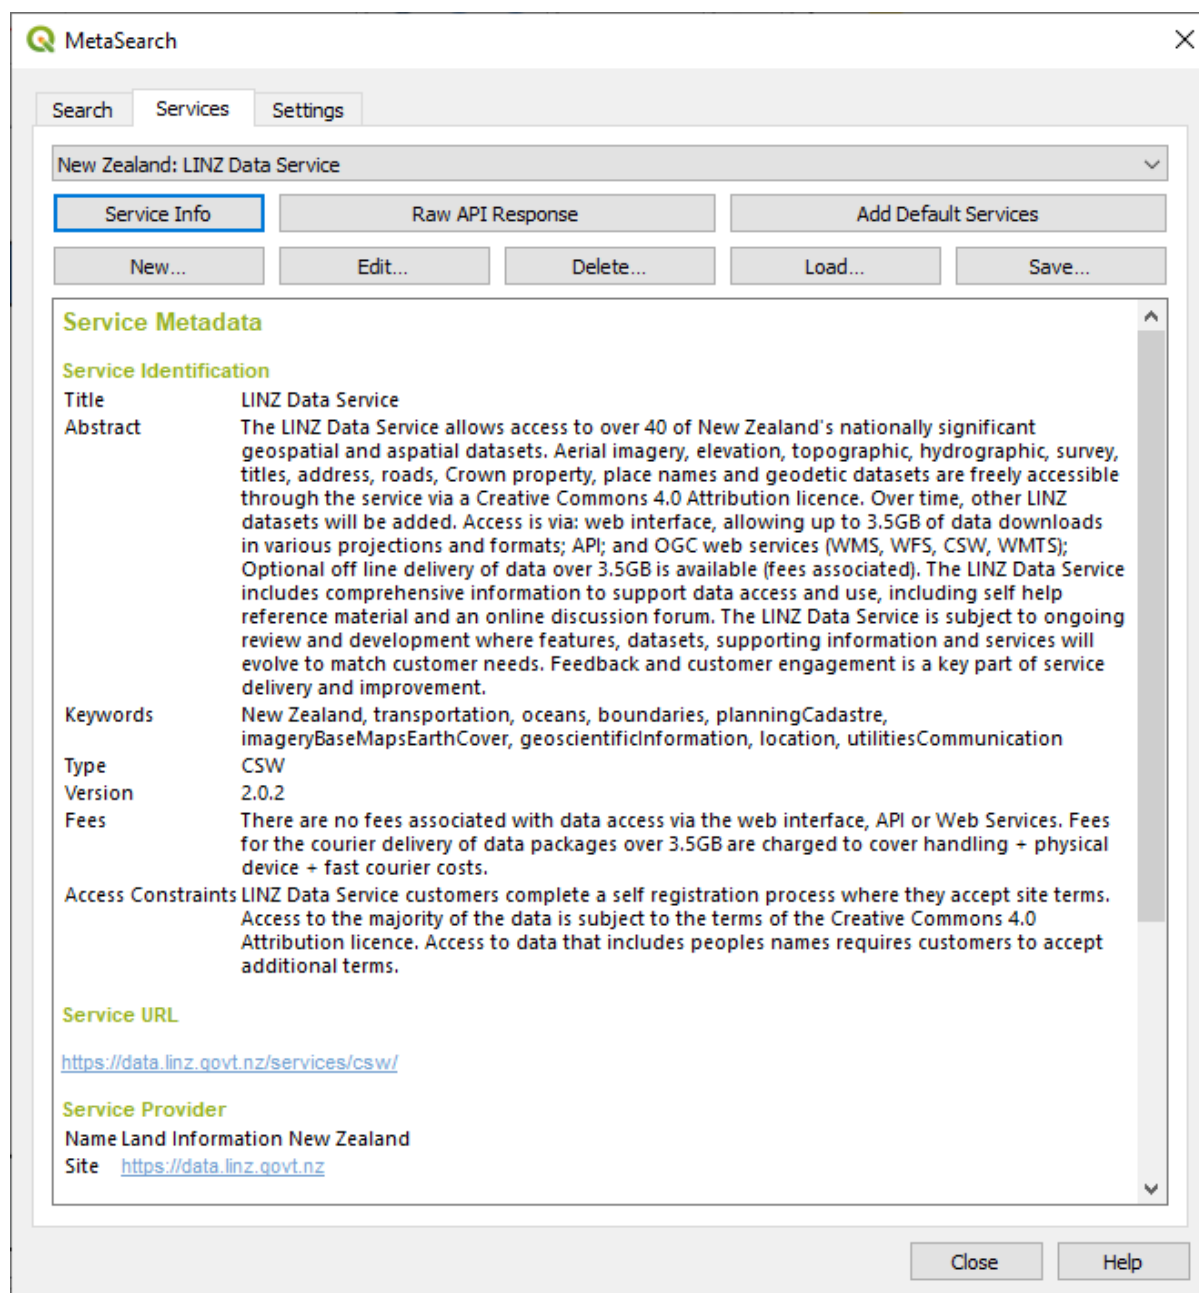 MetaSearch
Search Services Settings
New Zealand: LINZ Data Service
Service Info Raw API Response Add Default Services
New... Edit... Delete... Load... Save...
Service Metadata
Service Identification
Title LINZ Data Service
Abstract The LINZ Data Service allows access to over 40 of New Zealand's nationally significant
geospatial and aspatial datasets. Aerial imagery, elevation, topographic, hydrographic, survey,
titles, address, roads, Crown property, place names and geodetic datasets are freely accessible
through the service via a Creative Commons 4.0 Attribution licence. Over time, other LINZ
datasets will be added. Access is via: web interface, allowing up to 3.5GB of data downloads
in various projections and formats; API; and OGC web services (WMS, WFS, CSW, WMTS);
Optional off line delivery of data over 3.5GB is available (fees associated). The LINZ Data Service
includes comprehensive information to support data access and use, including self help
reference material and an online discussion forum. The LINZ Data Service is subject to ongoing
review and development where features, datasets, supporting information and services will
evolve to match customer needs. Feedback and customer engagement is a key part of service
delivery and improvement.
Keywords New Zealand, transportation, oceans, boundaries, planningCadastre,
imageryBaseMapsEarthCover, geoscientificInformation, location, utilitiesCommunication
Type CSW
Version 2.0.2
Fees There are no fees associated with data access via the web interface, API or Web Services. Fees
for the courier delivery of data packages over 3.5GB are charged to cover handling + physical
device + fast courier costs.
Access Constraints LINZ Data Service customers complete a self registration process where they accept site terms.
Access to the majority of the data is subject to the terms of the Creative Commons 4.0
Attribution licence. Access to data that includes peoples names requires customers to accept
additional terms.
Service URL
https://data.linz.govt.nz/services/csw/
Service Provider
Name Land Information New Zealand
Site https://data.linz.govt.nz
Close Help